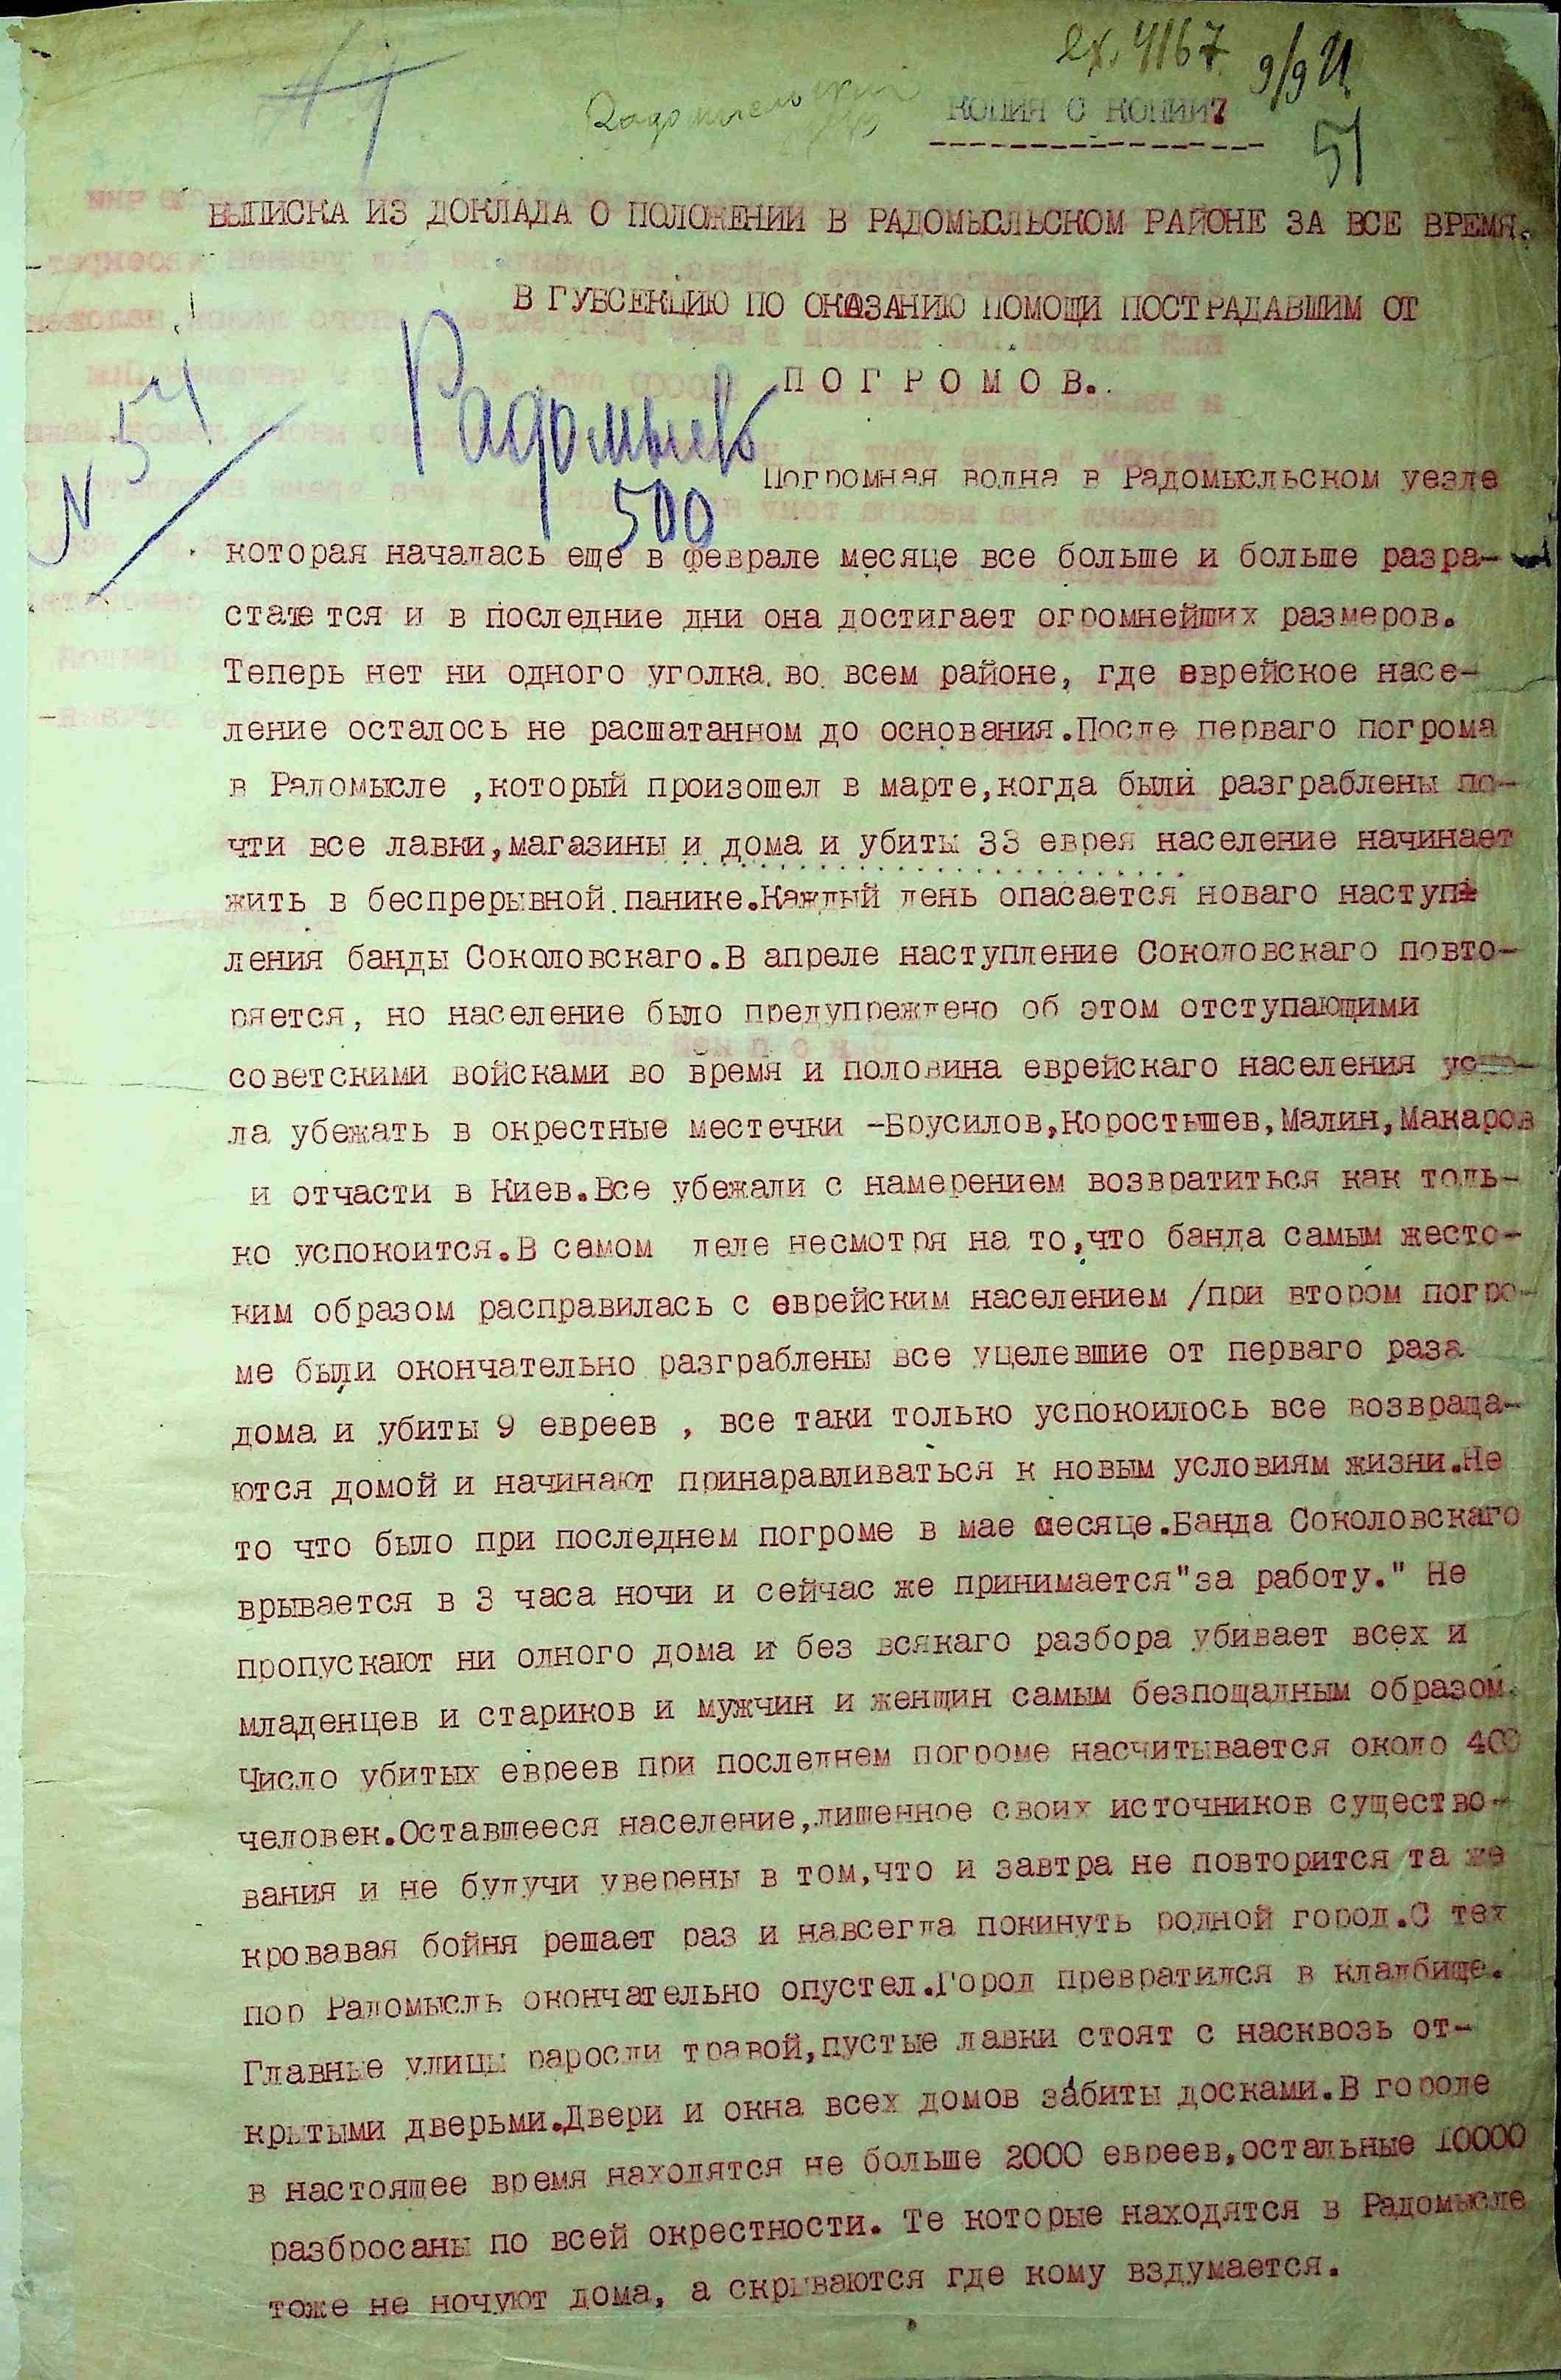 вх. 4167 9/9 21
Радомысльский КОПИЯ С КОПИИ?
51
ВЫПИСКА ИЗ ДОКЛАДА О ПОЛОЖЕНИИ В РАДОМЫСЛЬСКОМ РАЙОНЕ ЗА ВСЕ ВРЕМЯ.
В ГУБСЕКЦИЮ ПО ОКАЗАНИЮ ПОМОЩИ ПОСТРАДАВШИМ ОТ
П О Г Р О М О В.
N 54
Радомысль
500
Погромная волна в Радомысльском уезде
которая началась еще в феврале месяце все больше и больше разра-
стае тся и в последние дни она достигает огромнейших размеров.
Теперь нет ни одного уголка во всем районе, где еврейское насе-
ление осталось не расшатанном до основания.После перваго погрома
в Радомысле ,который произошел в марте,когда были разграблены по-
чти все лавки,магазины и дома и убиты 33 еврея население начинает
жить в беспрерывной панике.Каждый день опасается новаго наступ
ления банды Соколовскаго.В апреле наступление Соколовскаго повто-
ряется, но население было предупреждено об этом отступающими
советскими войсками во время и половина еврейскаго населения успе-
ла убежать в окрестные местечки -Брусилов,Коростышев,Малин,Макаров
и отчасти в Киев.Все убежали с намерением возвратиться как толь-
ко успокоится.В самом деле несмотря на то,что банда самым жесто-
ким образом расправилась с еврейским населением /при втором погро-
ме были окончательно разграблены все уцелевшие от перваго раза
дома и убиты 9 евреев , все таки только успокоилось все возвраща-
ются домой и начинают принаравливаться к новым условиям жизни.Не
то что было при последнем погроме в мае месяце.Банда Соколовскаго
врывается в 3 часа ночи и сейчас же принимается"за работу." Не
пропускают ни одного дома и без всякаго разбора убивает всех и
младенцев и стариков и мужчин и женщин самым безпощадным образом.
Число убитых евреев при последнем погроме насчитывается около 400
человек.Оставшееся население,лишенное своих источников существо-
вания и не будучи уверены в том,что и завтра не повторится та же
кровавая бойня решает раз и навсегда покинуть родной город.С тех
пор Радомысль окончательно опустел.Город превратился в кладбище.
Главные улицы паросли травой,пустые лавки стоят с насквозь от-
крытыми дверьми.Двери и окна всех домов забиты досками.В городе
в настоящее время находятся не больше 2000 евреев,остальные 10000
разбросаны по всей окрестности. Те которые находятся в Радомысле
тоже не ночуют дома, а скрываются где кому вздумается.